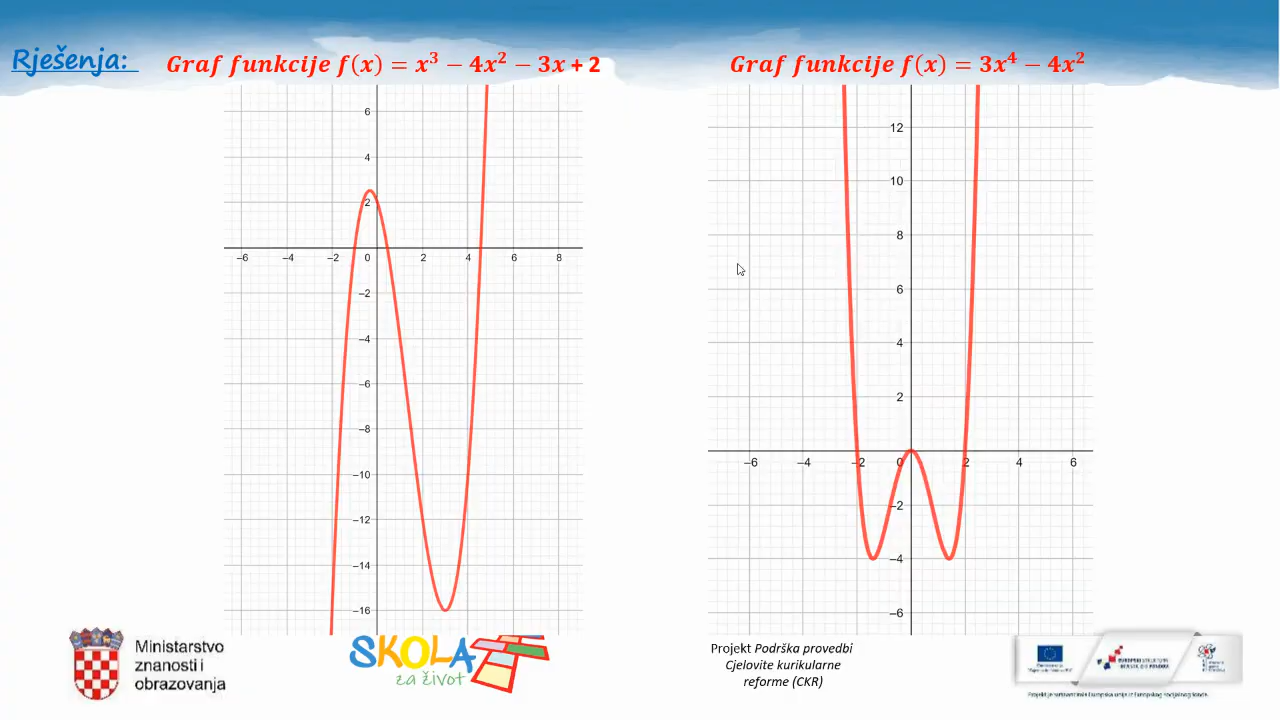 Rješenja:
Graf funkcije f(x) = x³ − 4x² − 3x + 2
Graf funkcije f(x) = 3x⁴ − 4x²
6
4
2
−6 −4 −2 0 2 4 6 8
−2
−4
−6
−8
−10
−12
−14
−16
12
10
8
6
4
2
−6 −4 −2 0 2 4 6
−2
−4
−6
Ministarstvo
znanosti i
obrazovanja
ŠKOLA
za život
Projekt Podrška provedbi
Cjelovite kurikularne
reforme (CKR)